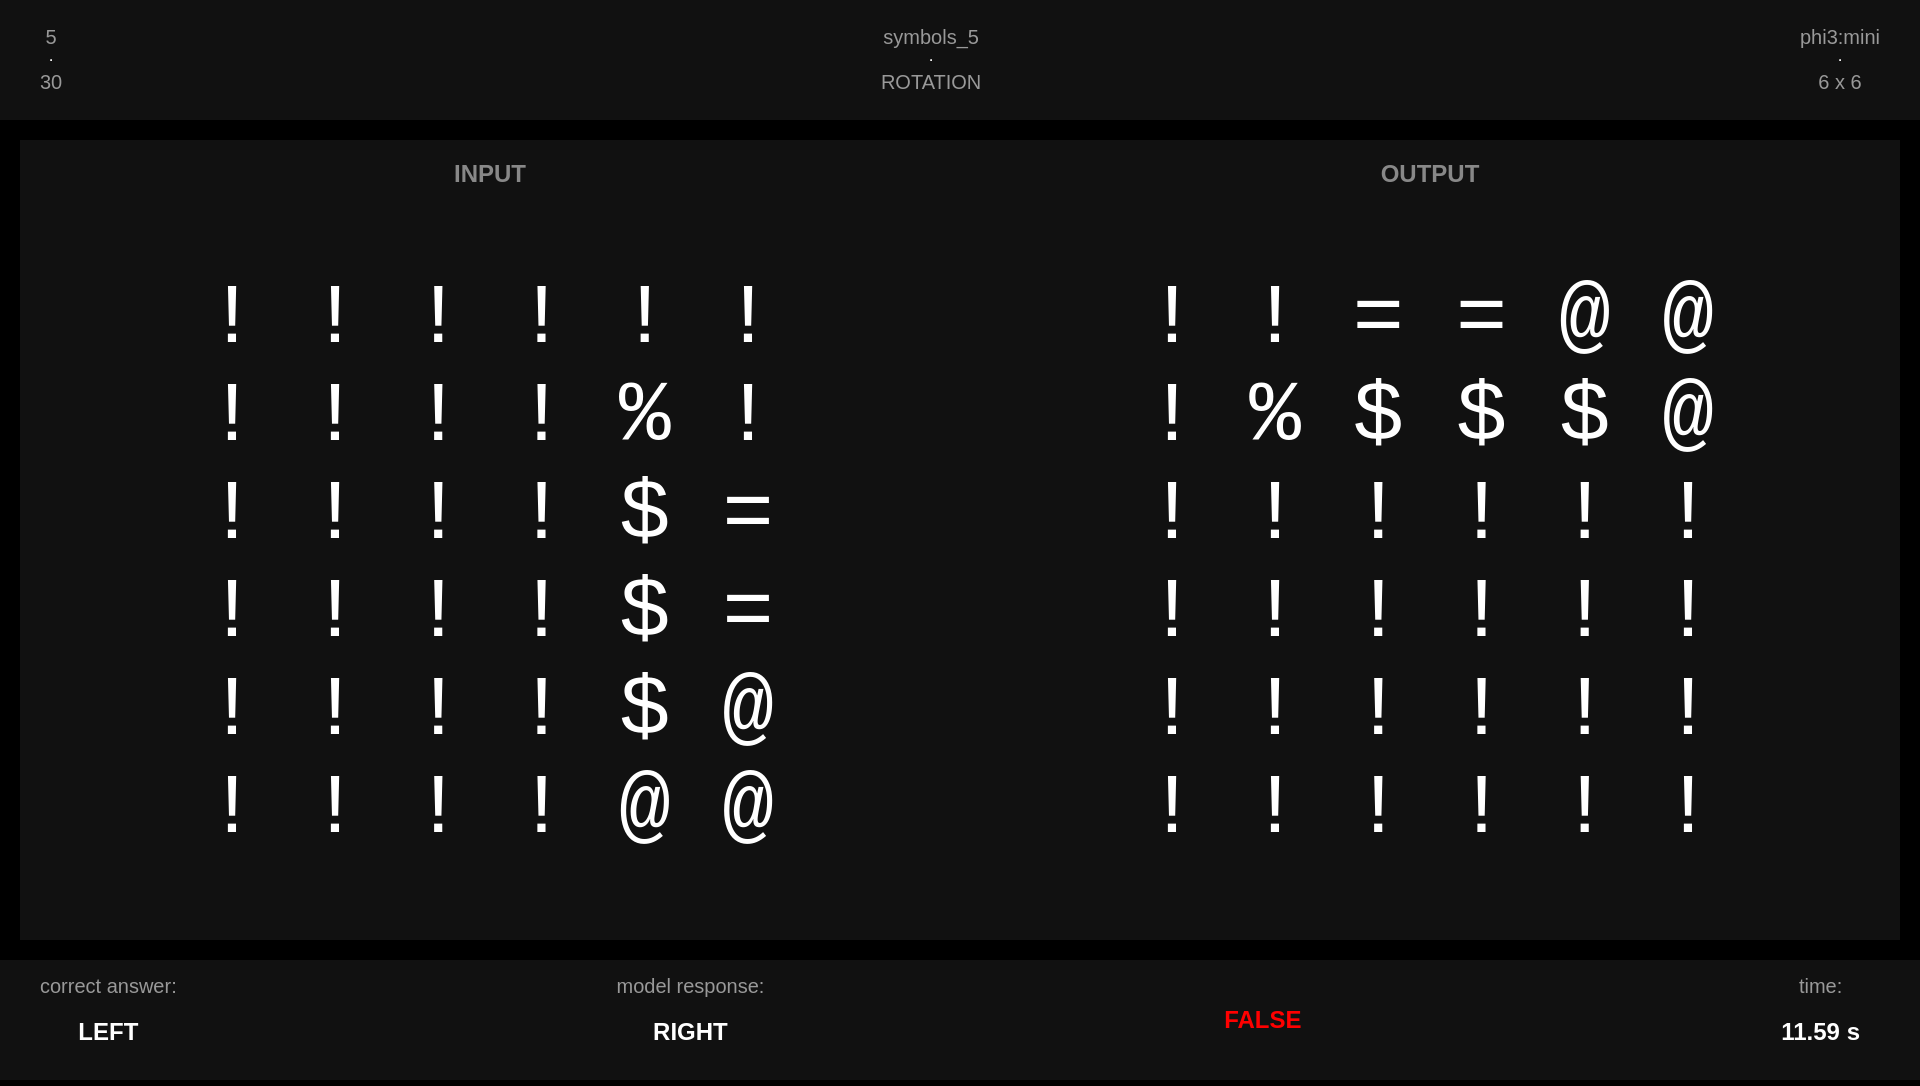 5
·
30
symbols_5
·
ROTATION
phi3:mini
·
6 x 6
INPUT
! ! ! ! ! !
! ! ! ! % !
! ! ! ! $ =
! ! ! ! $ =
! ! ! ! $ @
! ! ! ! @ @
OUTPUT
! ! = = @ @
! % $ $ $ @
! ! ! ! ! !
! ! ! ! ! !
! ! ! ! ! !
! ! ! ! ! !
correct answer:
LEFT
model response:
RIGHT
FALSE
time:
11.59 s